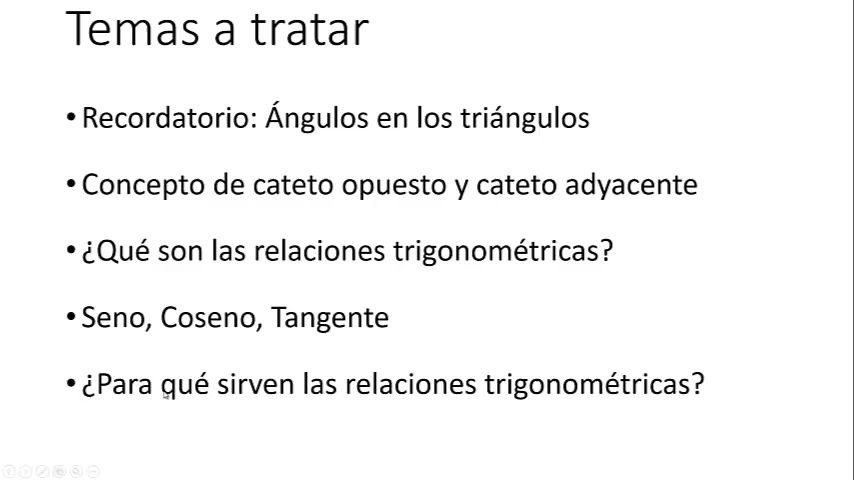 Temas a tratar
• Recordatorio: Ángulos en los triángulos
• Concepto de cateto opuesto y cateto adyacente
• ¿Qué son las relaciones trigonométricas?
• Seno, Coseno, Tangente
• ¿Para qué sirven las relaciones trigonométricas?